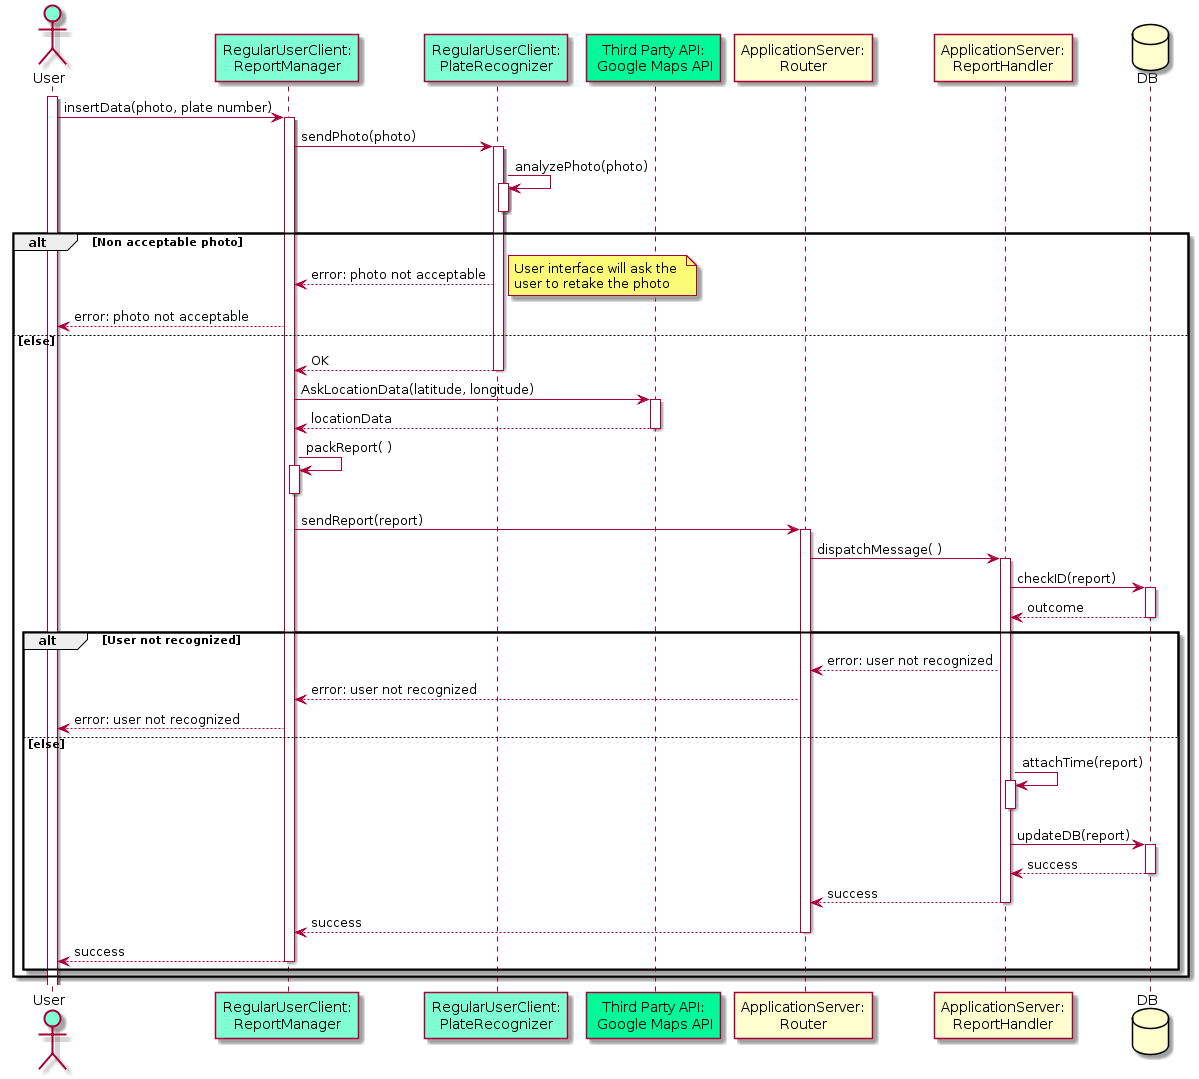 User
RegularUserClient:
ReportManager
RegularUserClient:
PlateRecognizer
Third Party API:
Google Maps API
ApplicationServer:
Router
ApplicationServer:
ReportHandler
DB
insertData(photo, plate number)
sendPhoto(photo)
analyzePhoto(photo)
alt
[Non acceptable photo]
User interface will ask the
user to retake the photo
error: photo not acceptable
error: photo not acceptable
[else]
OK
AskLocationData(latitude, longitude)
locationData
packReport( )
sendReport(report)
dispatchMessage( )
checkID(report)
outcome
alt
[User not recognized]
error: user not recognized
error: user not recognized
error: user not recognized
[else]
attachTime(report)
updateDB(report)
success
success
success
success
User
RegularUserClient:
ReportManager
RegularUserClient:
PlateRecognizer
Third Party API:
Google Maps API
ApplicationServer:
Router
ApplicationServer:
ReportHandler
DB